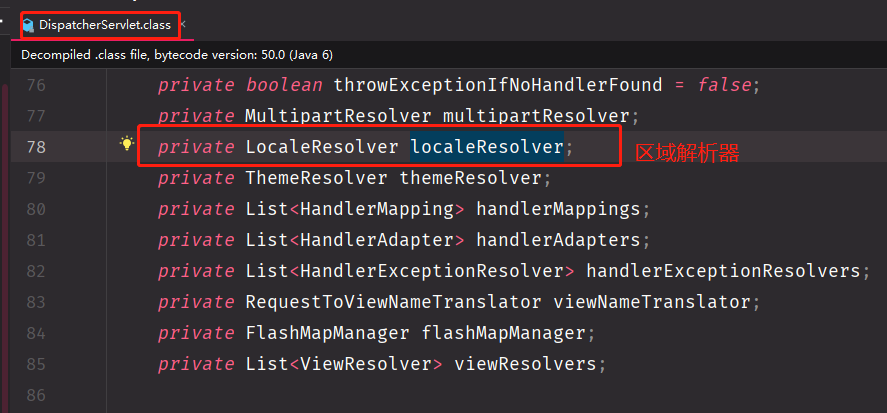 DispatcherServlet.class ×
Decompiled .class file, bytecode version: 50.0 (Java 6)
76 private boolean throwExceptionIfNoHandlerFound = false;
77 private MultipartResolver multipartResolver;
78 private LocaleResolver localeResolver; 区域解析器
79 private ThemeResolver themeResolver;
80 private List<HandlerMapping> handlerMappings;
81 private List<HandlerAdapter> handlerAdapters;
82 private List<HandlerExceptionResolver> handlerExceptionResolvers;
83 private RequestToViewNameTranslator viewNameTranslator;
84 private FlashMapManager flashMapManager;
85 private List<ViewResolver> viewResolvers;
86